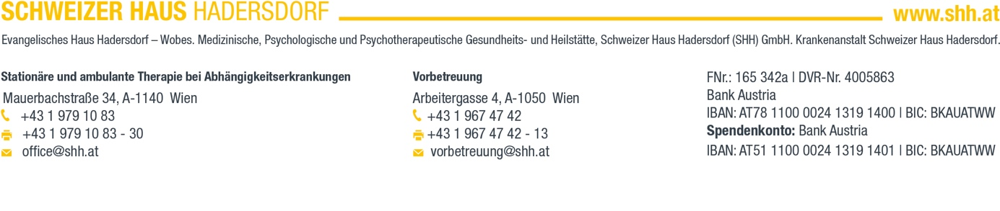 SCHWEIZER HAUS HADERSDORF www.shh.at
Evangelisches Haus Hadersdorf – Wobes. Medizinische, Psychologische und Psychotherapeutische Gesundheits- und Heilstätte, Schweizer Haus Hadersdorf (SHH) GmbH. Krankenanstalt Schweizer Haus Hadersdorf.
Stationäre und ambulante Therapie bei Abhängigkeitserkrankungen
Mauerbachstraße 34, A-1140 Wien
+43 1 979 10 83
+43 1 979 10 83 - 30
office@shh.at
Vorbetreuung
Arbeitergasse 4, A-1050 Wien
+43 1 967 47 42
+43 1 967 47 42 - 13
vorbetreuung@shh.at
FNr.: 165 342a | DVR-Nr. 4005863
Bank Austria
IBAN: AT78 1100 0024 1319 1400 | BIC: BKAUATWW
Spendenkonto: Bank Austria
IBAN: AT51 1100 0024 1319 1401 | BIC: BKAUATWW